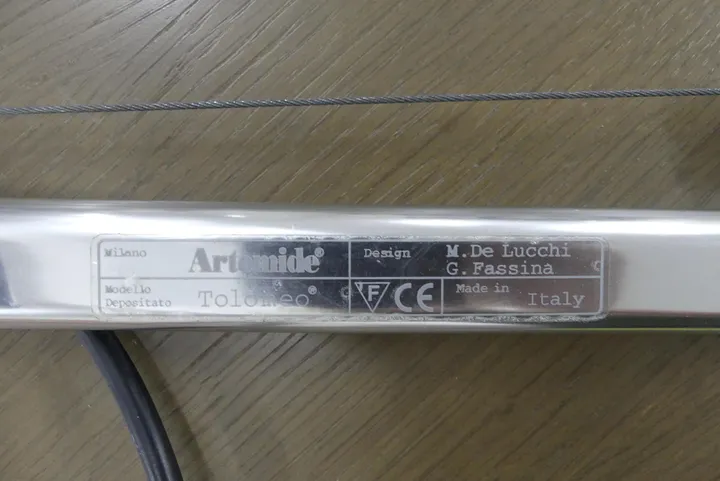 Milano Artemide® Design M.De Lucchi
G.Fassina
Modello Depositato Tolomeo® F CE Made in Italy